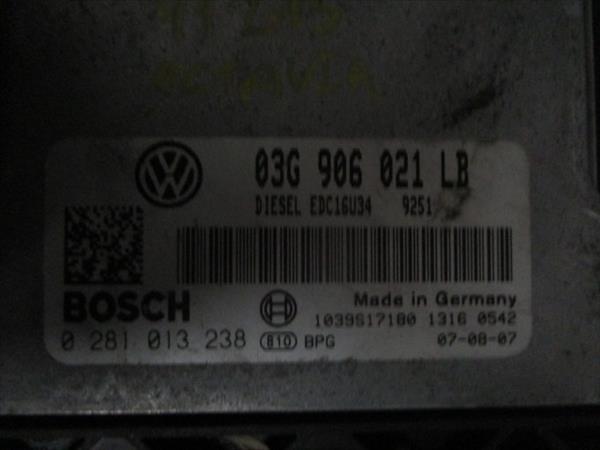 OCTAVIA
03G 906 021 LB
DIESEL EDC16U34 9251
BOSCH
Made in Germany
1039S17180 1316 0542
0 281 013 238 810 BPG 07-08-07